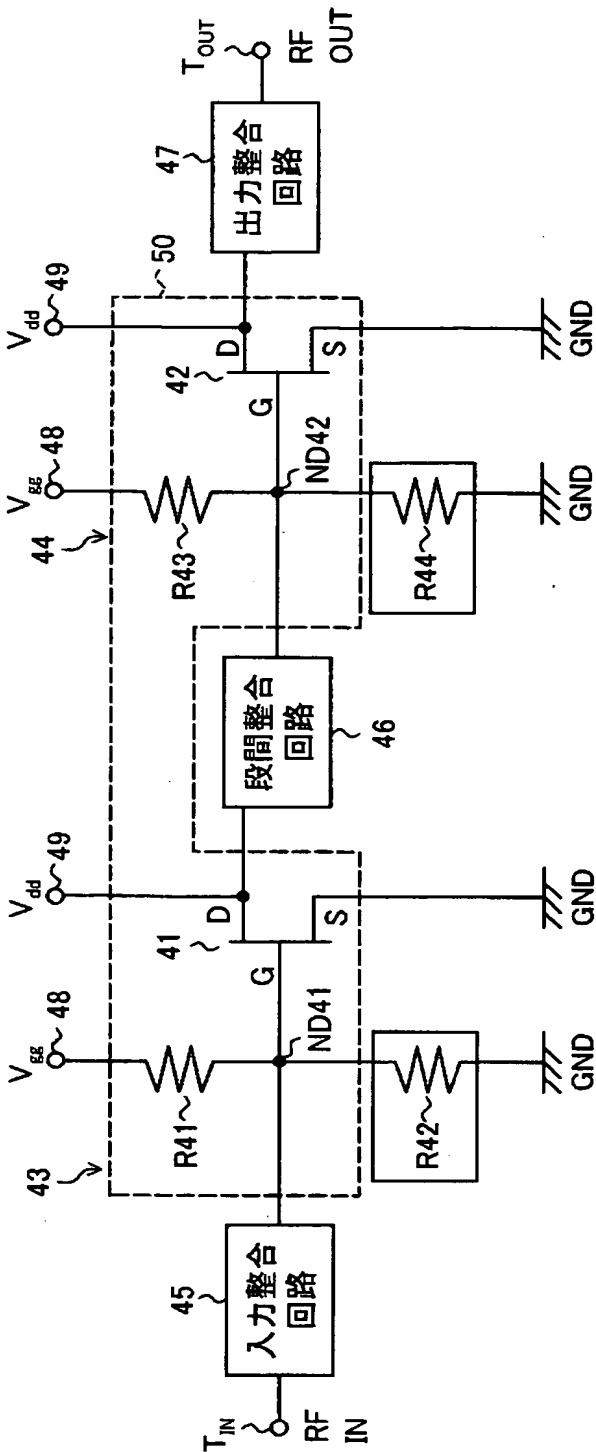 43
44
V_gg 48
V_dd 49
V_gg 48
V_dd 49
50
R41
41
D
G
S
ND41
R42
GND
GND
45
入力整合
回路
T_IN
RF
IN
段間整合
回路
46
R43
42
D
G
S
ND42
R44
GND
GND
47
出力整合
回路
T_OUT
RF
OUT